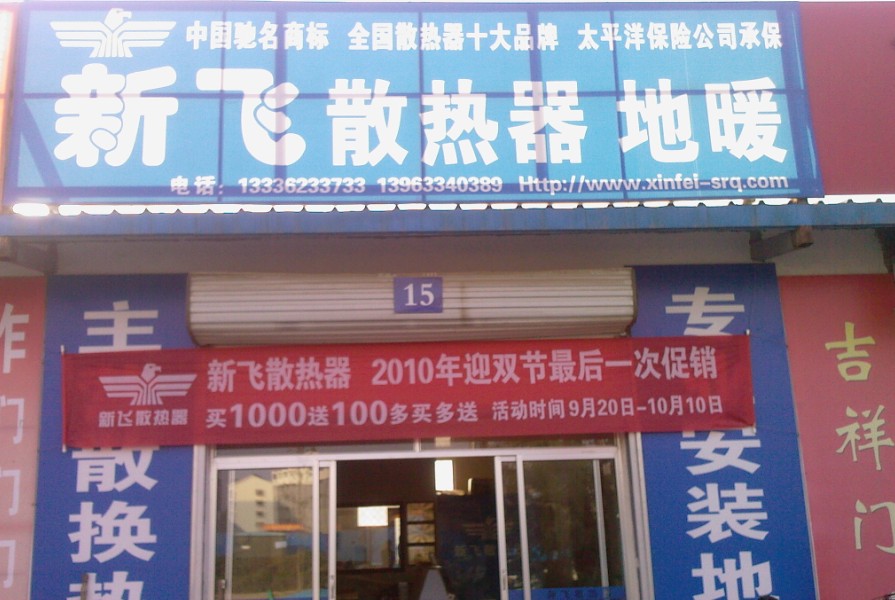 中国驰名商标 全国散热器十大品牌 太平洋保险公司承保
新飞散热器 地暖
电话: 13336233733 13963340389 Http://www.xinfei-srq.com
15
新飞散热器 2010年迎双节最后一次促销
新飞散热器
买1000送100多买多送 活动时间9月20日-10月10日
主
散换热
专
安装地
吉祥门